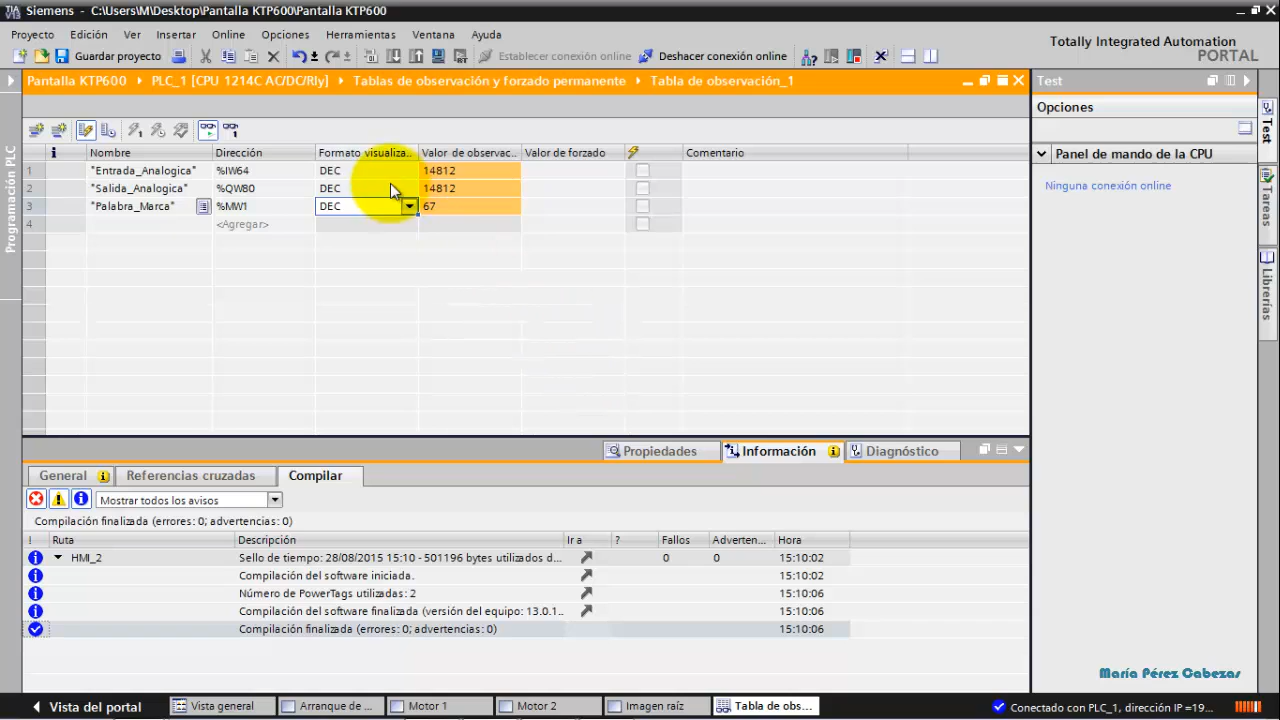 Siemens - C:\Users\M\Desktop\Pantalla KTP600\Pantalla KTP600
Proyecto Edición Ver Insertar Online Opciones Herramientas Ventana Ayuda
Totally Integrated Automation
PORTAL
Guardar proyecto Establecer conexión online Deshacer conexión online
Pantalla KTP600 PLC_1 [CPU 1214C AC/DC/Rly] Tablas de observación y forzado permanente Tabla de observación_1
Test
Opciones
Panel de mando de la CPU
Ninguna conexión online
Programación PLC
Test
Tareas
Librerías
i Nombre Dirección Formato visualiza.. Valor de observac.. Valor de forzado Comentario
1 "Entrada_Analogica" %IW64 DEC 14812
2 "Salida_Analogica" %QW80 DEC 14812
3 "Palabra_Marca" %MW1 DEC 67
4 <Agregar>
Propiedades Información Diagnóstico
General Referencias cruzadas Compilar
Mostrar todos los avisos
Compilación finalizada (errores: 0; advertencias: 0)
! Ruta Descripción Ir a ? Fallos Adverten... Hora
HMI_2 Sello de tiempo: 28/08/2015 15:10 - 501196 bytes utilizados d... 0 0 15:10:02
Compilación del software iniciada. 15:10:02
Número de PowerTags utilizadas: 2 15:10:06
Compilación del software finalizada (versión del equipo: 13.0.1... 15:10:06
Compilación finalizada (errores: 0; advertencias: 0) 15:10:06
María Pérez Cabezas
Vista del portal Vista general Arranque de ... Motor 1 Motor 2 Imagen raíz Tabla de obs... Conectado con PLC_1, dirección IP =19...